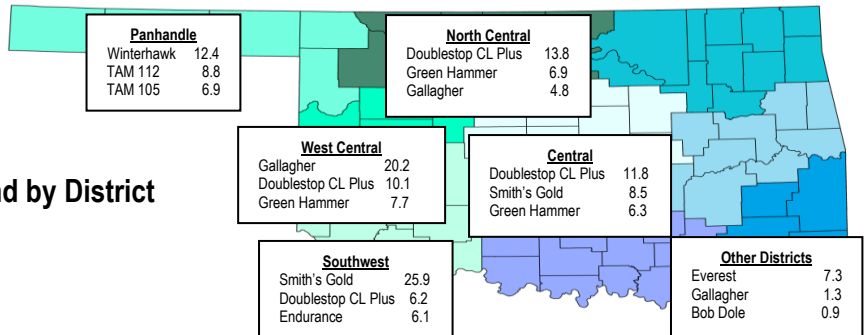 Panhandle
Winterhawk 12.4
TAM 112 8.8
TAM 105 6.9
North Central
Doublestop CL Plus 13.8
Green Hammer 6.9
Gallagher 4.8
West Central
Gallagher 20.2
Doublestop CL Plus 10.1
Green Hammer 7.7
Central
Doublestop CL Plus 11.8
Smith's Gold 8.5
Green Hammer 6.3
d by District
Southwest
Smith's Gold 25.9
Doublestop CL Plus 6.2
Endurance 6.1
Other Districts
Everest 7.3
Gallagher 1.3
Bob Dole 0.9